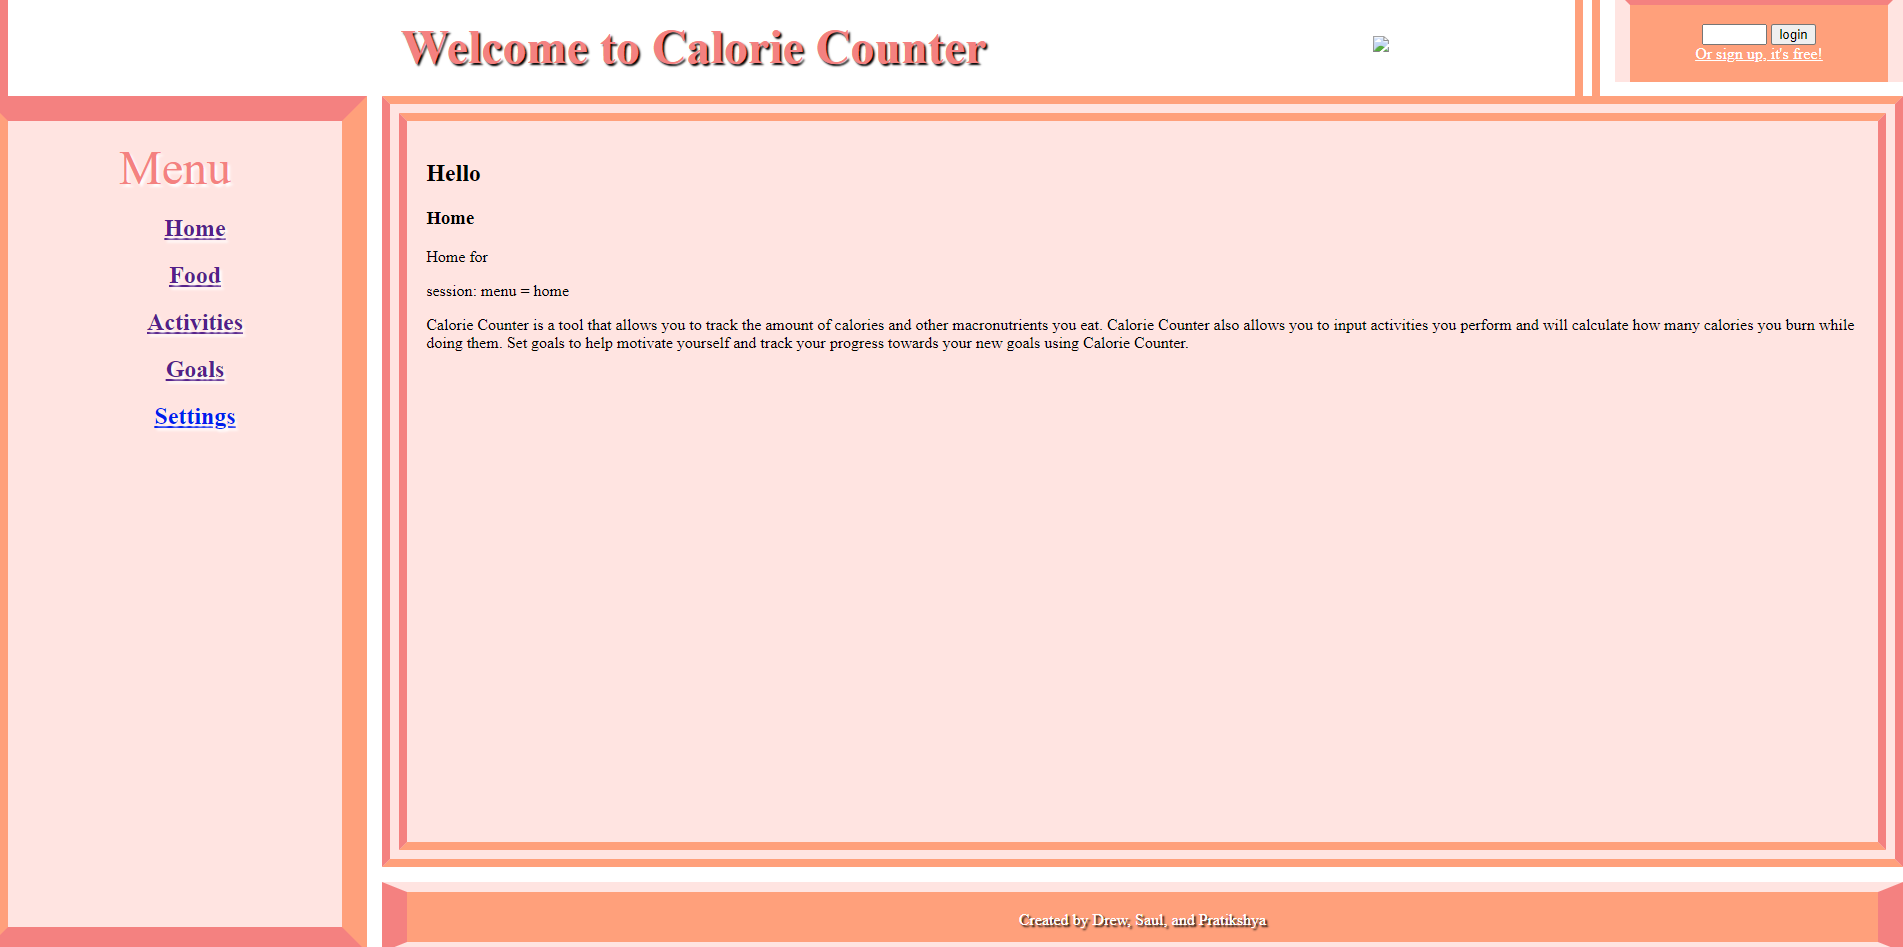 Welcome to Calorie Counter
login
Or sign up, it's free!
Menu
Home
Food
Activities
Goals
Settings
Hello
Home
Home for
session: menu = home
Calorie Counter is a tool that allows you to track the amount of calories and other macronutrients you eat. Calorie Counter also allows you to input activities you perform and will calculate how many calories you burn while
doing them. Set goals to help motivate yourself and track your progress towards your new goals using Calorie Counter.
Created by Drew, Saul, and Pratikshya